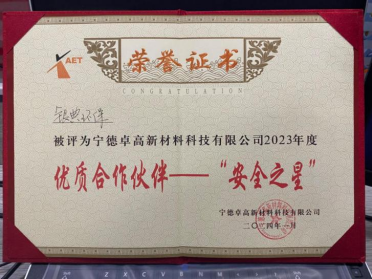 AET
荣誉证书
CONGRATULATION
被评为宁德卓高新材料科技有限公司2023年度
优质合作伙伴——“安全之星”
宁德卓高新材料科技有限公司
二〇二四年一月